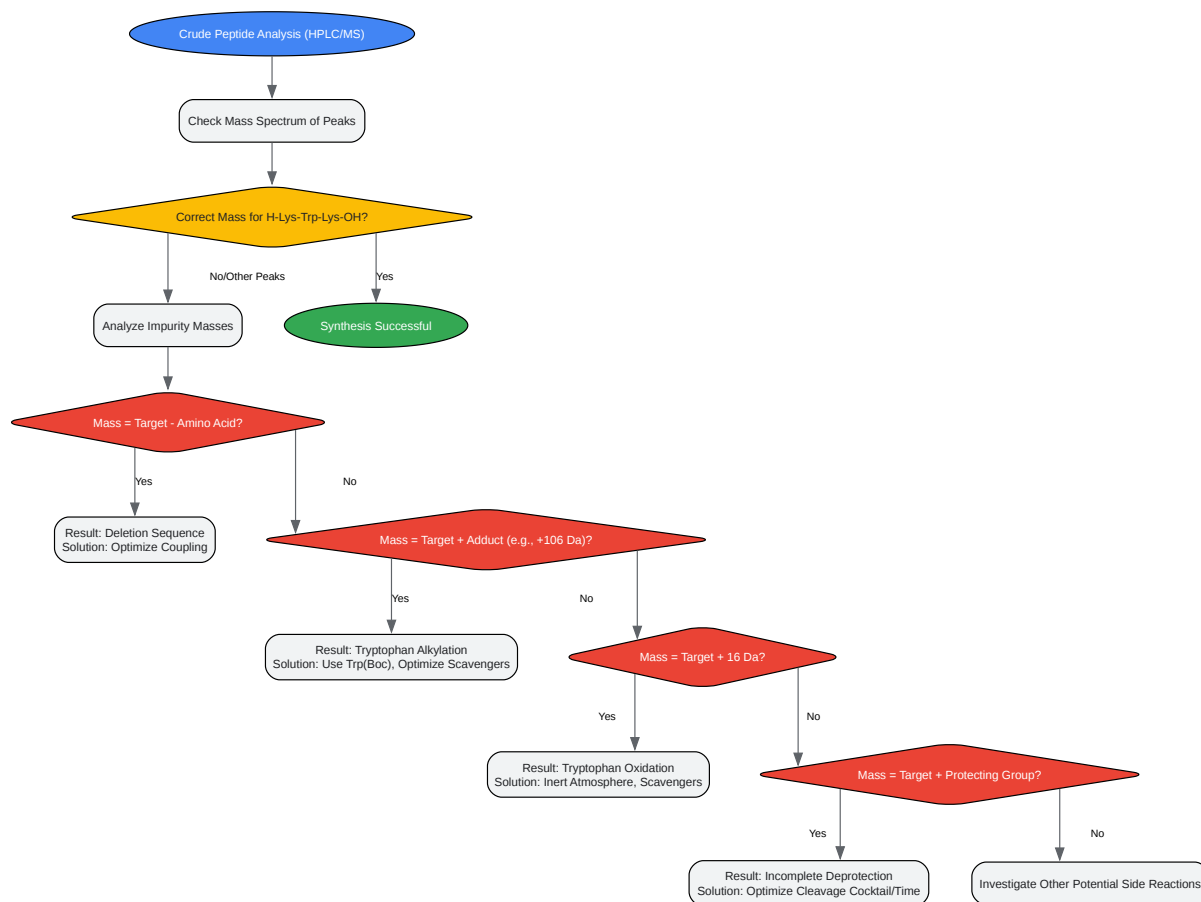 Crude Peptide Analysis (HPLC/MS)
Check Mass Spectrum of Peaks
Correct Mass for H-Lys-Trp-Lys-OH?
No/Other Peaks
Yes
Analyze Impurity Masses
Synthesis Successful
Mass = Target - Amino Acid?
Yes
No
Result: Deletion Sequence
Solution: Optimize Coupling
Mass = Target + Adduct (e.g., +106 Da)?
Yes
No
Result: Tryptophan Alkylation
Solution: Use Trp(Boc), Optimize Scavengers
Mass = Target + 16 Da?
Yes
No
Result: Tryptophan Oxidation
Solution: Inert Atmosphere, Scavengers
Mass = Target + Protecting Group?
Yes
No
Result: Incomplete Deprotection
Solution: Optimize Cleavage Cocktail/Time
Investigate Other Potential Side Reactions